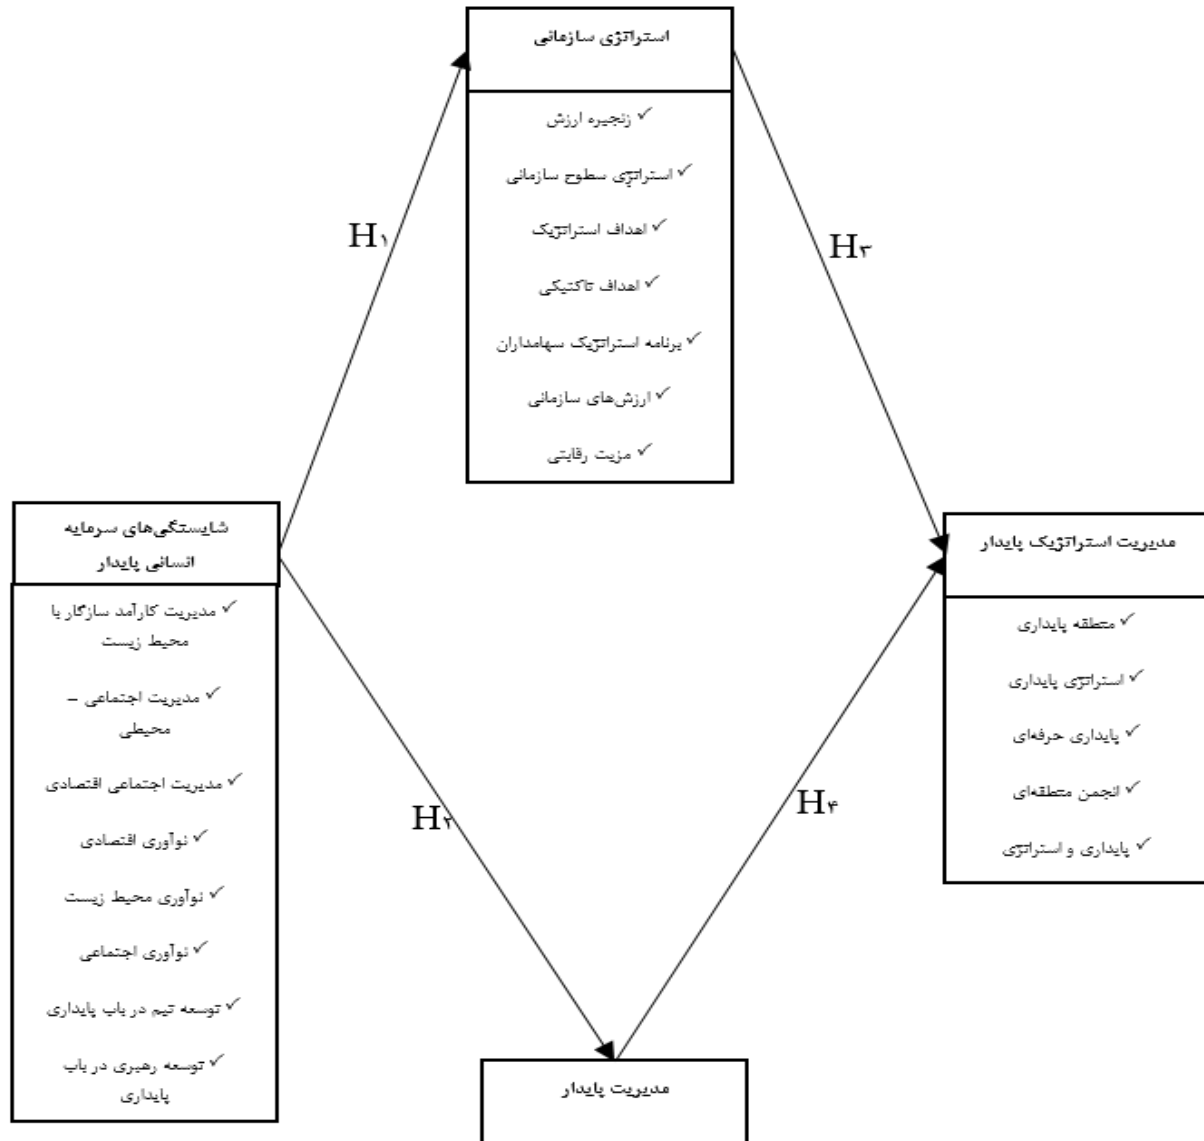 استراتژی سازمانی
✓ زنجیره ارزش
✓ استراتژی سطوح سازمانی
✓ اهداف استراتژیک
✓ اهداف تاکتیکی
✓ برنامه استراتژیک سهامداران
✓ ارزش‌های سازمانی
✓ مزیت رقابتی
H۱
H۳
شایستگی‌های سرمایه
انسانی پایدار
✓ مدیریت کارآمد سازگار با
محیط زیست
✓ مدیریت اجتماعی –
محیطی
✓ مدیریت اجتماعی اقتصادی
✓ نوآوری اقتصادی
✓ نوآوری محیط زیست
✓ نوآوری اجتماعی
✓ توسعه تیم در باب پایداری
✓ توسعه رهبری در باب
پایداری
مدیریت استراتژیک پایدار
✓ منطقه پایداری
✓ استراتژی پایداری
✓ پایداری حرفه‌ای
✓ انجمن منطقه‌ای
✓ پایداری و استراتژی
H۲
H۴
مدیریت پایدار